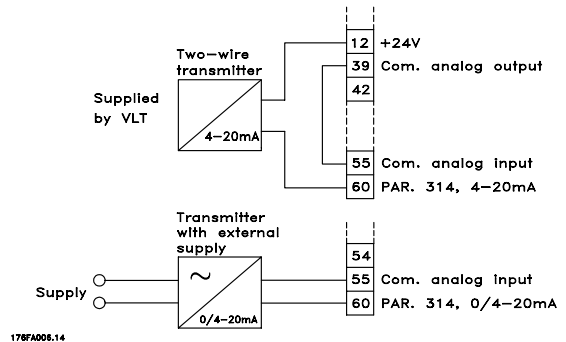 12 +24V
Two-wire
transmitter
39 Com. analog output
42
Supplied
by VLT
4-20mA
55 Com. analog input
60 PAR. 314, 4-20mA
Transmitter
with external
supply
54
~
55 Com. analog input
Supply
60 PAR. 314, 0/4-20mA
0/4-20mA
176FA006.14